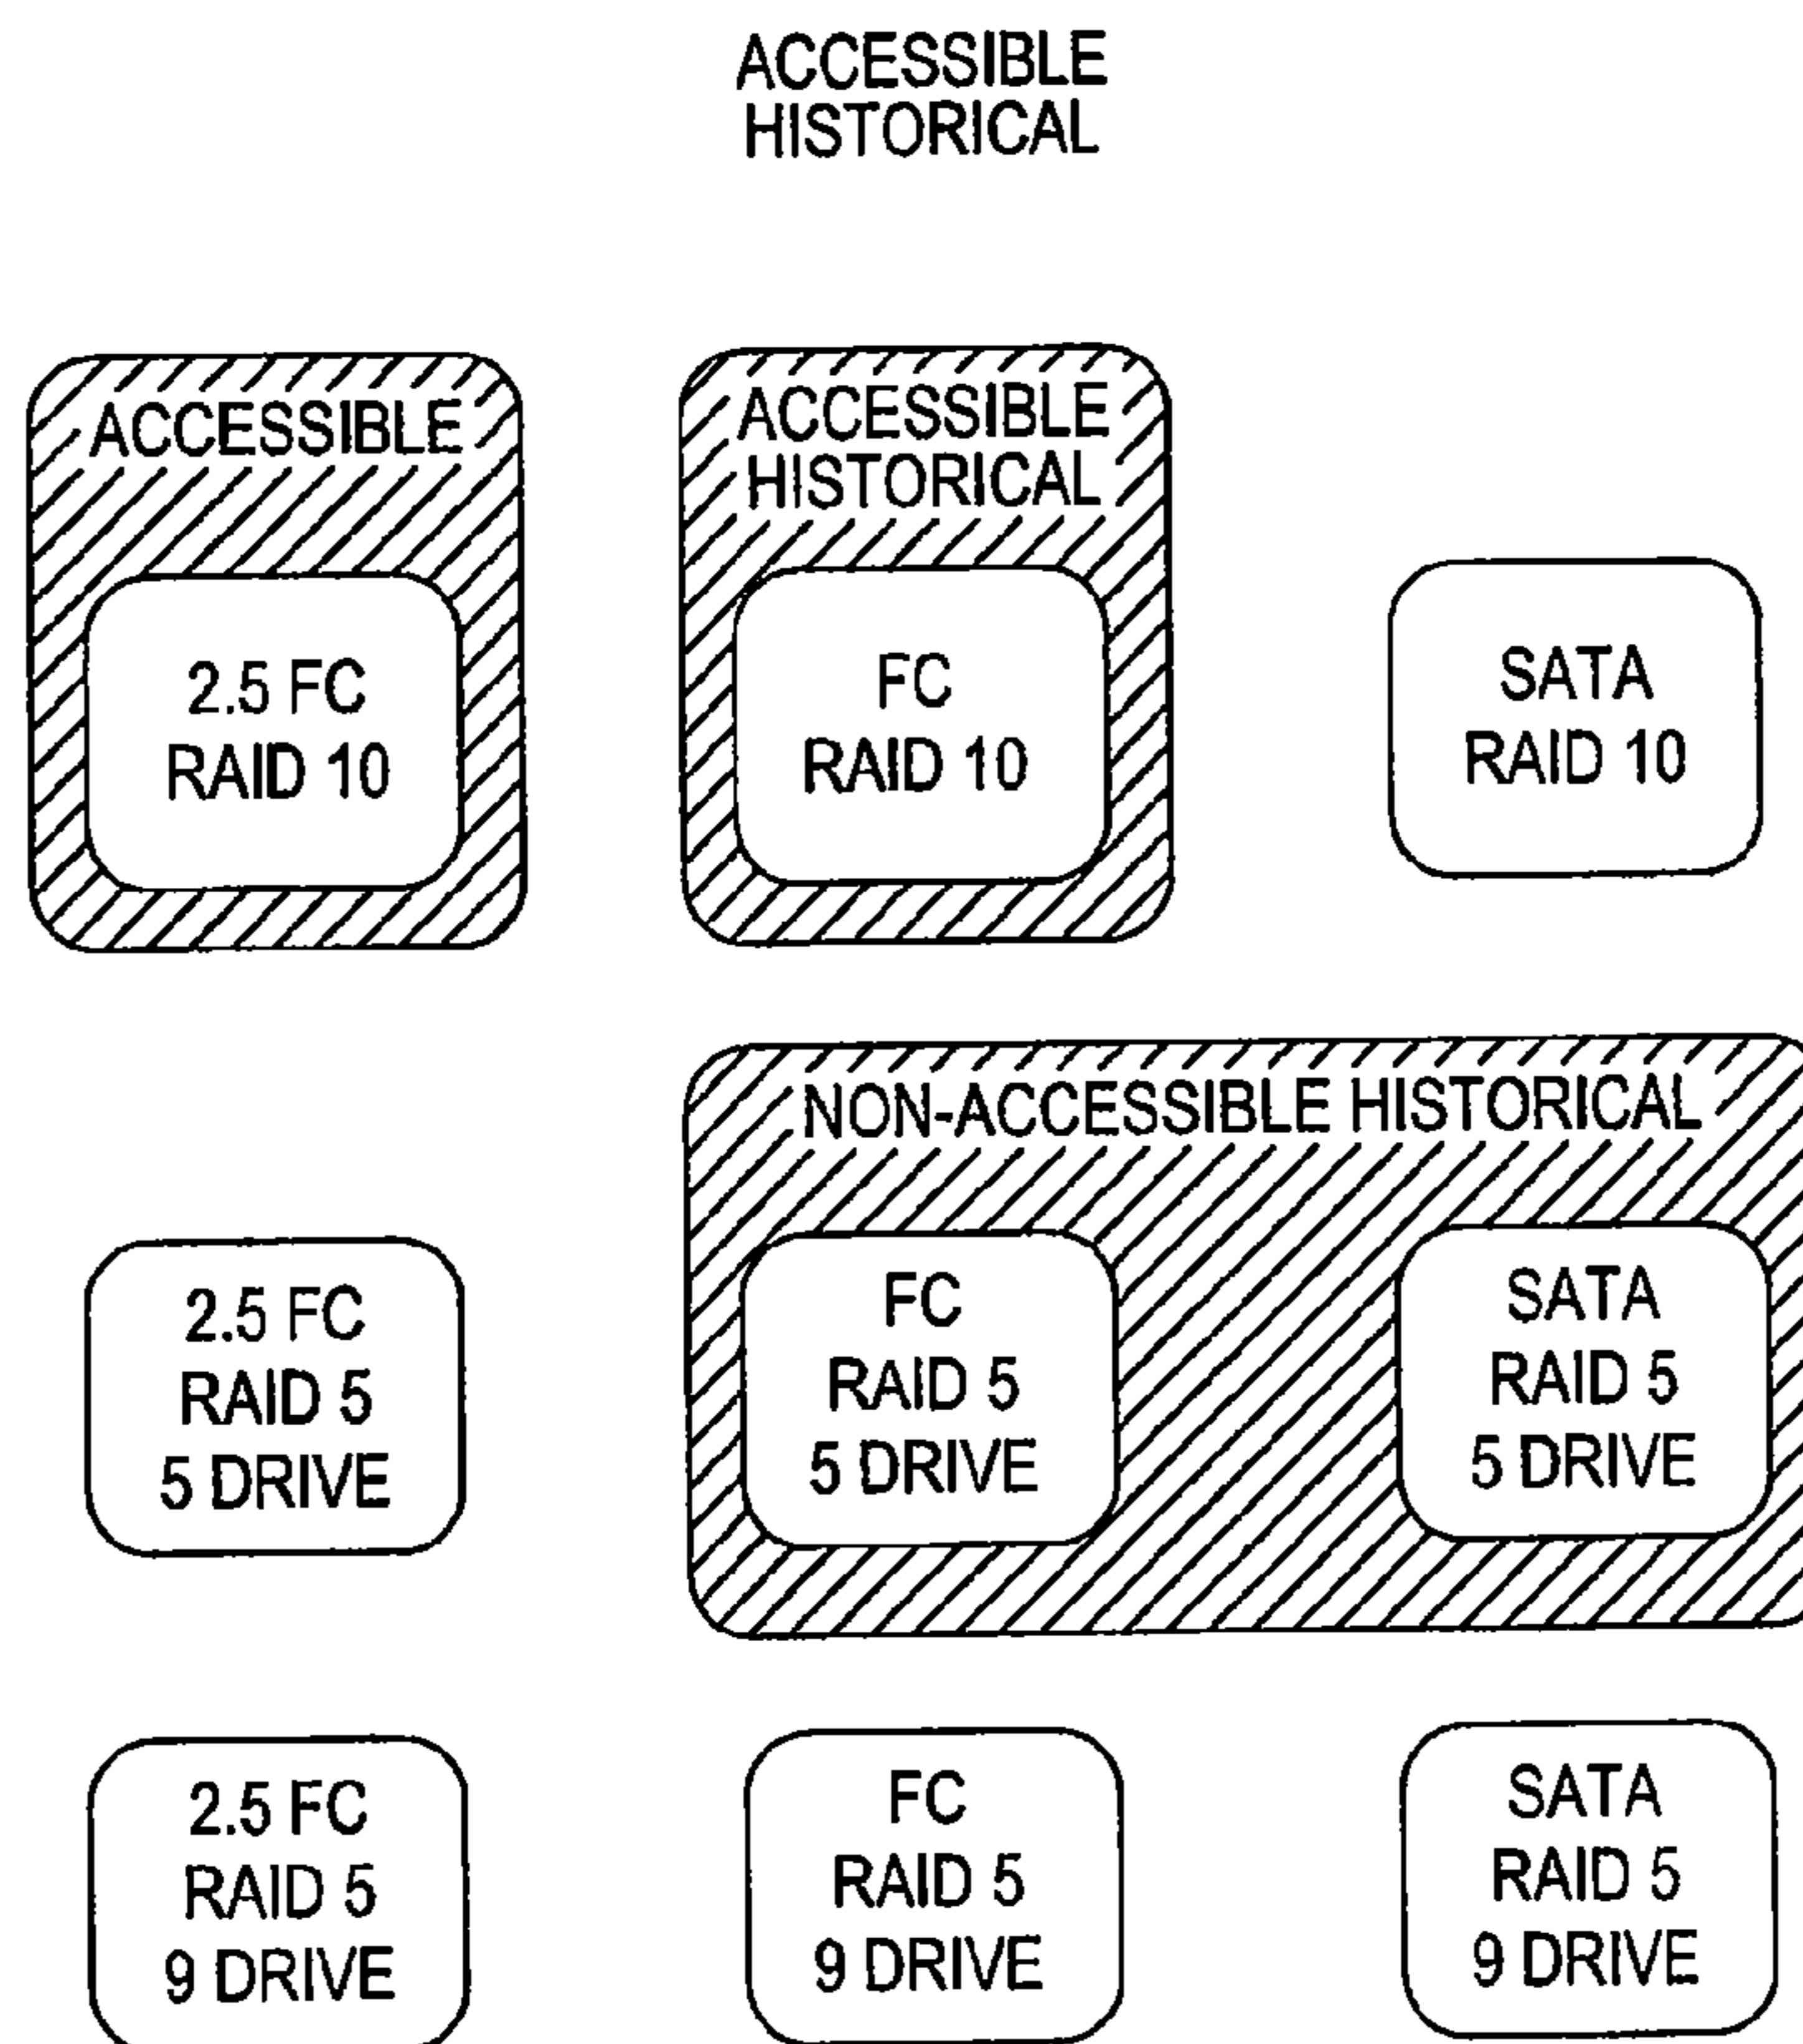 ACCESSIBLE
HISTORICAL
ACCESSIBLE
2.5 FC
RAID 10
ACCESSIBLE
HISTORICAL
FC
RAID 10
SATA
RAID 10
2.5 FC
RAID 5
5 DRIVE
NON-ACCESSIBLE HISTORICAL
FC
RAID 5
5 DRIVE
SATA
RAID 5
5 DRIVE
2.5 FC
RAID 5
9 DRIVE
FC
RAID 5
9 DRIVE
SATA
RAID 5
9 DRIVE